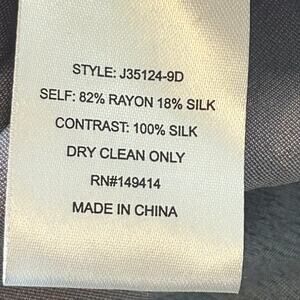 STYLE: J35124-9D
SELF: 82% RAYON 18% SILK
CONTRAST: 100% SILK
DRY CLEAN ONLY
RN#149414
MADE IN CHINA